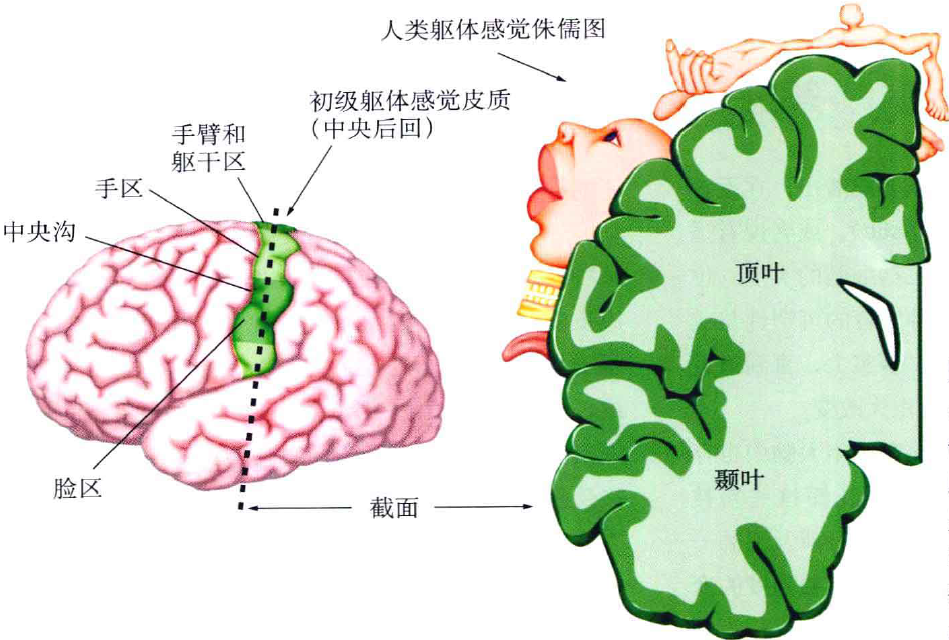 人类躯体感觉侏儒图
初级躯体感觉皮质
(中央后回)
手臂和
躯干区
手区
中央沟
顶叶
颞叶
脸区
截面